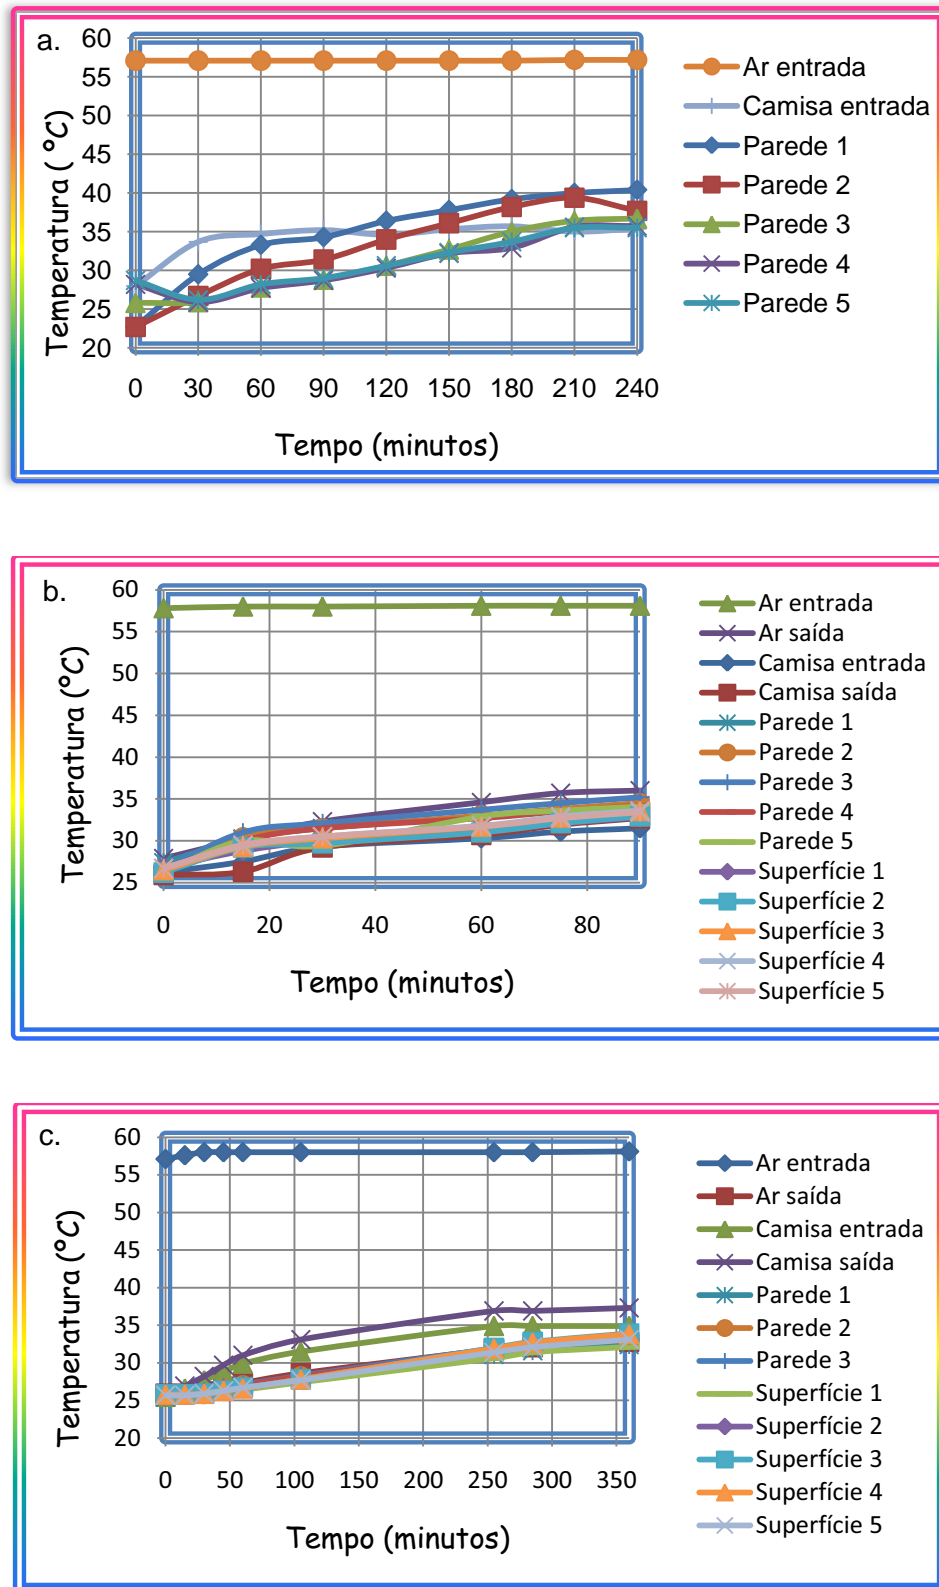 a.
60
55
50
45
40
35
30
25
20
Temperatura ( °C)
0 30 60 90 120 150 180 210 240
Tempo (minutos)
Ar entrada
Camisa entrada
Parede 1
Parede 2
Parede 3
Parede 4
Parede 5
b.
60
55
50
45
40
35
30
25
Temperatura (°C)
0 20 40 60 80
Tempo (minutos)
Ar entrada
Ar saída
Camisa entrada
Camisa saída
Parede 1
Parede 2
Parede 3
Parede 4
Parede 5
Superfície 1
Superfície 2
Superfície 3
Superfície 4
Superfície 5
c.
60
55
50
45
40
35
30
25
20
Temperatura (°C)
0 50 100 150 200 250 300 350
Tempo (minutos)
Ar entrada
Ar saída
Camisa entrada
Camisa saída
Parede 1
Parede 2
Parede 3
Superfície 1
Superfície 2
Superfície 3
Superfície 4
Superfície 5